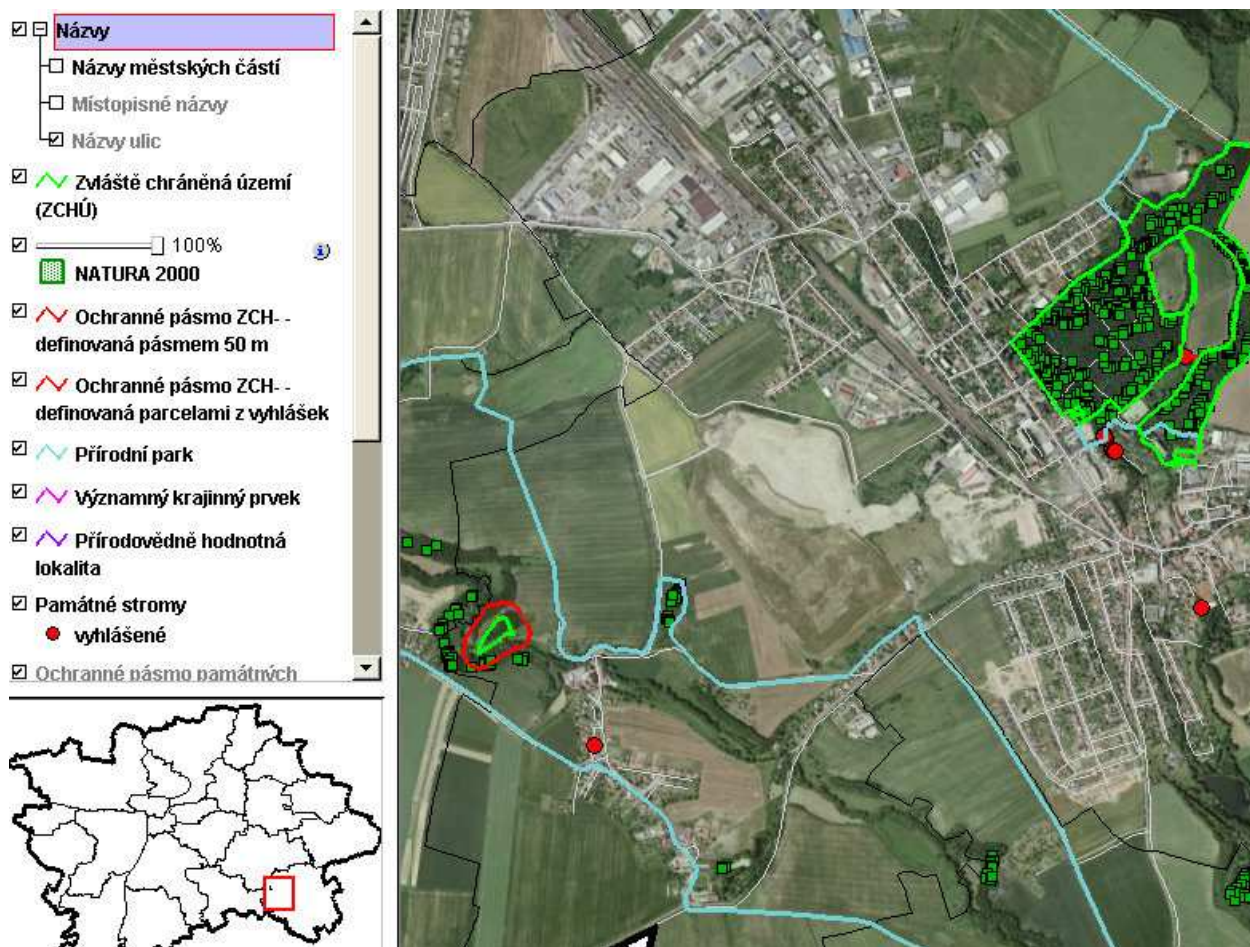 Názvy
Názvy městských částí
Místopisné názvy
Názvy ulic
Zvláště chráněná území
(ZCHÚ)
100%
NATURA 2000
Ochranné pásmo ZCH- -
definovaná pásmem 50 m
Ochranné pásmo ZCH- -
definovaná parcelami z vyhlášek
Přírodní park
Významný krajinný prvek
Přírodovědně hodnotná
lokalita
Památné stromy
vyhlášené
Ochranné pásmo památných